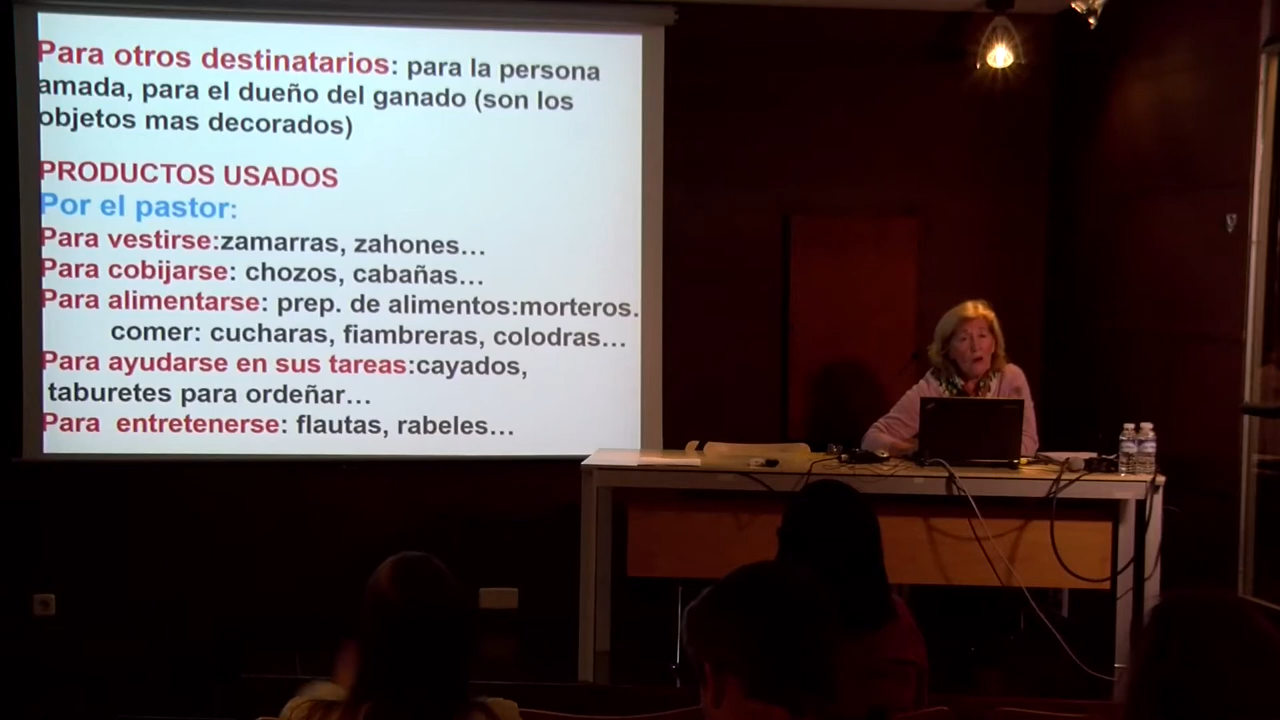 Para otros destinatarios: para la persona
amada, para el dueño del ganado (son los
objetos mas decorados)
PRODUCTOS USADOS
Por el pastor:
Para vestirse:zamarras, zahones...
Para cobijarse: chozos, cabañas...
Para alimentarse: prep. de alimentos:morteros.
comer: cucharas, fiambreras, colodras...
Para ayudarse en sus tareas:cayados,
taburetes para ordeñar...
Para entretenerse: flautas, rabeles...